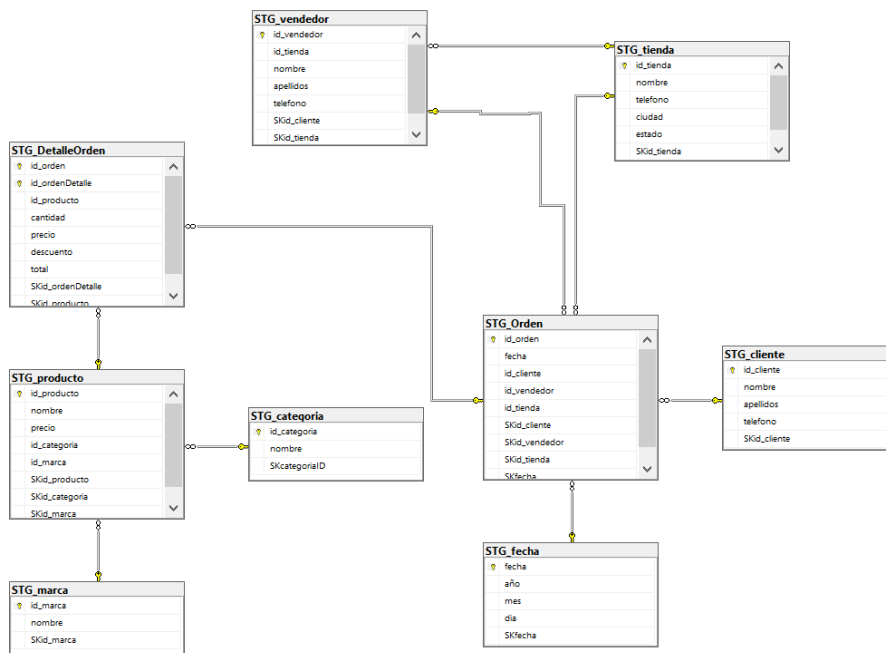 STG_vendedor
id_vendedor
id_tienda
nombre
apellidos
telefono
SKid_cliente
SKid_tienda
STG_tienda
id_tienda
nombre
telefono
ciudad
estado
SKid_tienda
STG_DetalleOrden
id_orden
id_ordenDetalle
id_producto
cantidad
precio
descuento
total
SKid_ordenDetalle
SKid_producto
STG_Orden
id_orden
fecha
id_cliente
id_vendedor
id_tienda
SKid_cliente
SKid_vendedor
SKid_tienda
SKfecha
STG_cliente
id_cliente
nombre
apellidos
telefono
SKid_cliente
STG_producto
id_producto
nombre
precio
id_categoria
id_marca
SKid_producto
SKid_categoria
SKid_marca
STG_categoria
id_categoria
nombre
SKcategoriaID
STG_fecha
fecha
año
mes
dia
SKfecha
STG_marca
id_marca
nombre
SKid_marca